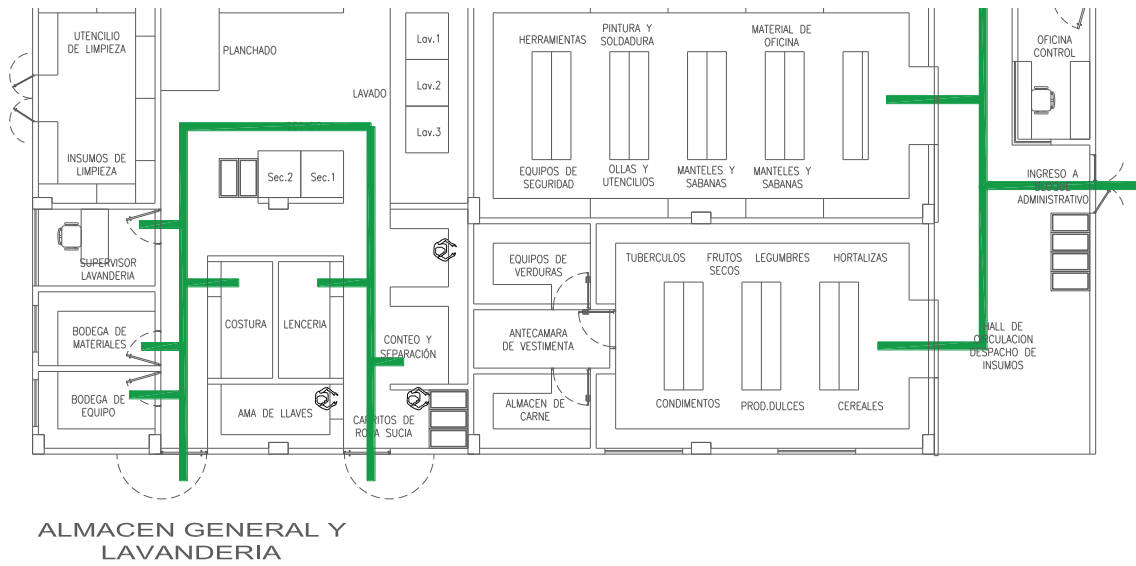 UTENCILIO
DE LIMPIEZA
PLANCHADO
Lav.1
HERRAMIENTAS
PINTURA Y
SOLDADURA
MATERIAL DE
OFICINA
OFICINA
CONTROL
LAVADO
Lav.2
Lav.3
INSUMOS DE
LIMPIEZA
Sec.2
Sec.1
EQUIPOS DE
SEGURIDAD
OLLAS Y
UTENCILIOS
MANTELES Y
SABANAS
MANTELES Y
SABANAS
INGRESO A
BLOQUE
ADMINISTRATIVO
SUPERVISOR
LAVANDERIA
EQUIPOS DE
VERDURAS
TUBERCULOS
FRUTOS
SECOS
LEGUMBRES
HORTALIZAS
COSTURA
LENCERIA
BODEGA DE
MATERIALES
CONTEO Y
SEPARACIÓN
ANTECAMARA
DE VESTIMENTA
HALL DE
CIRCULACION
DESPACHO DE
INSUMOS
BODEGA DE
EQUIPO
AMA DE LLAVES
CARRITOS DE
ROPA SUCIA
ALMACEN DE
CARNE
CONDIMENTOS
PROD.DULCES
CEREALES
ALMACEN GENERAL Y
LAVANDERIA